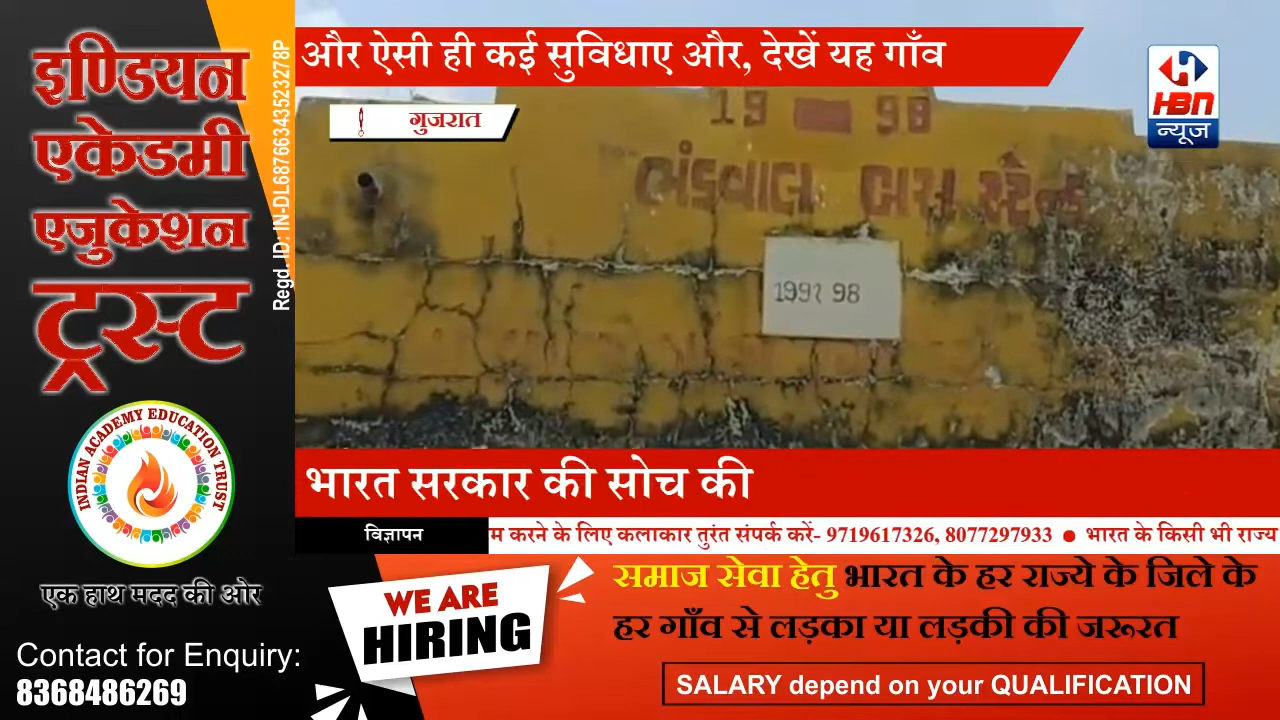 इण्डियन
एकेडमी
एजुकेशन
ट्रस्ट
Regd. ID: IN-DL68766343523278P
INDIAN ACADEMY EDUCATION TRUST
एक हाथ मदद की ओर
Contact for Enquiry:
8368486269
और ऐसी ही कई सुविधाए और, देखें यह गाँव
गुजरात
HBN
न्यूज
19 98
બસ સ્ટેન્ડ
199૨ 98
भारत सरकार की सोच की
विज्ञापन
म करने के लिए कलाकार तुरंत संपर्क करें- 9719617326, 8077297933 ● भारत के किसी भी राज्य
WE ARE
HIRING
समाज सेवा हेतु भारत के हर राज्ये के जिले के
हर गाँव से लड़का या लड़की की जरूरत
SALARY depend on your QUALIFICATION